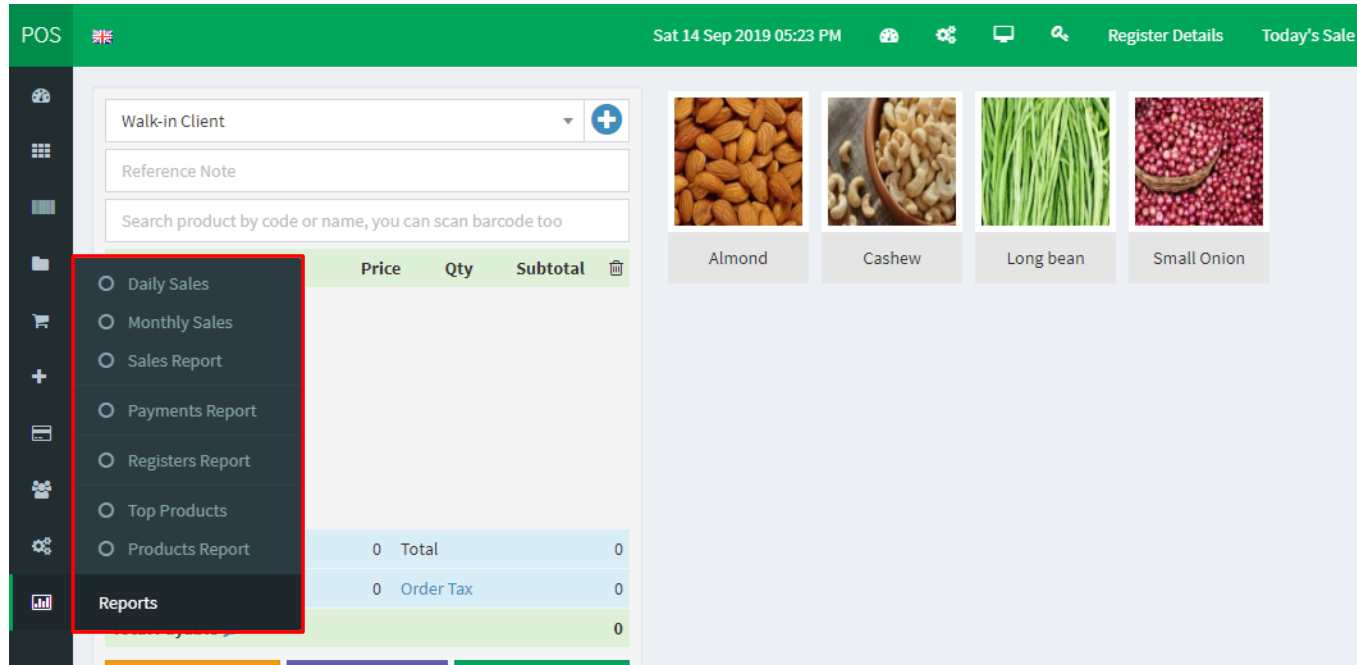 POS
Sat 14 Sep 2019 05:23 PM
Register Details
Today's Sale
Walk-in Client
Reference Note
Search product by code or name, you can scan barcode too
Price Qty Subtotal
Daily Sales
Monthly Sales
Sales Report
Payments Report
Registers Report
Top Products
Products Report
Reports
0 Total 0
0 Order Tax 0
0
Almond
Cashew
Long bean
Small Onion